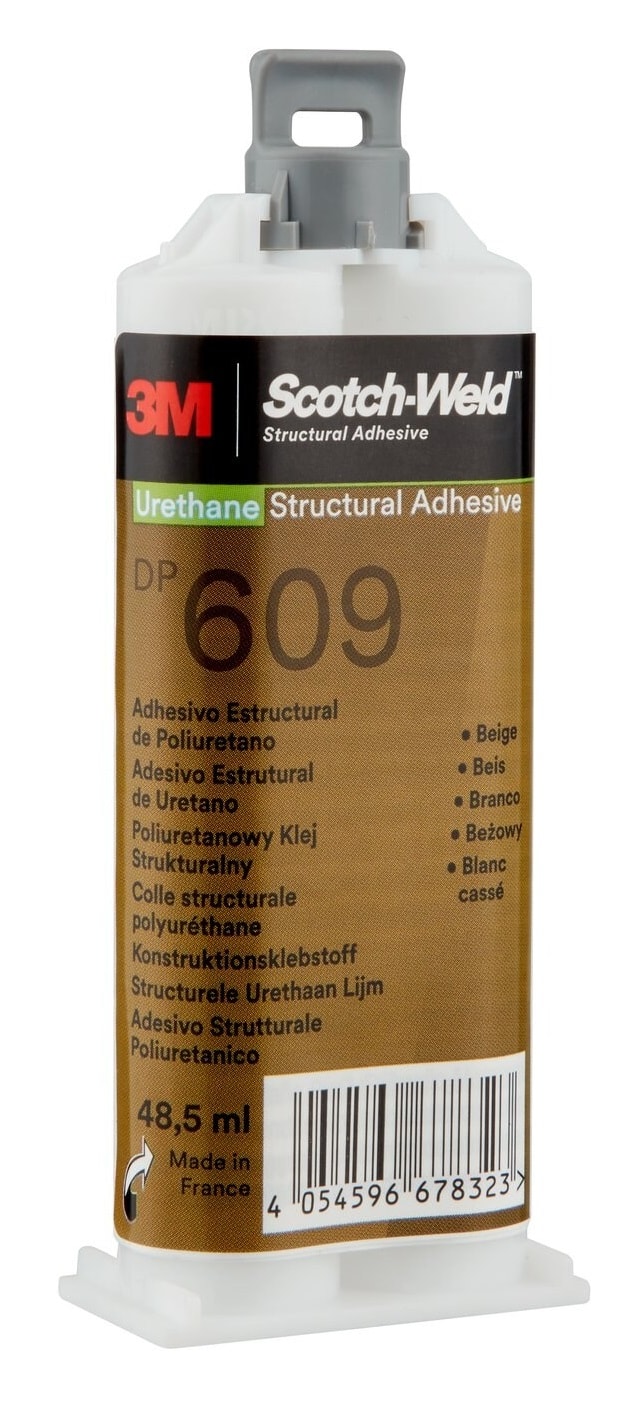 3M
Scotch-Weld™
Structural Adhesive
Urethane Structural Adhesive
DP 609
Adhesivo Estructural
de Poliuretano
Adesivo Estrutural
de Uretano
Poliuretanowy Klej
Strukturalny
Colle structurale
polyuréthane
Konstruktionsklebstoff
Structurele Urethaan Lijm
Adesivo Strutturale
Poliuretanico
• Beige
• Beis
• Branco
• Beżowy
• Blanc
cassé
48,5 ml
Made in
France
4 054596 678323 >